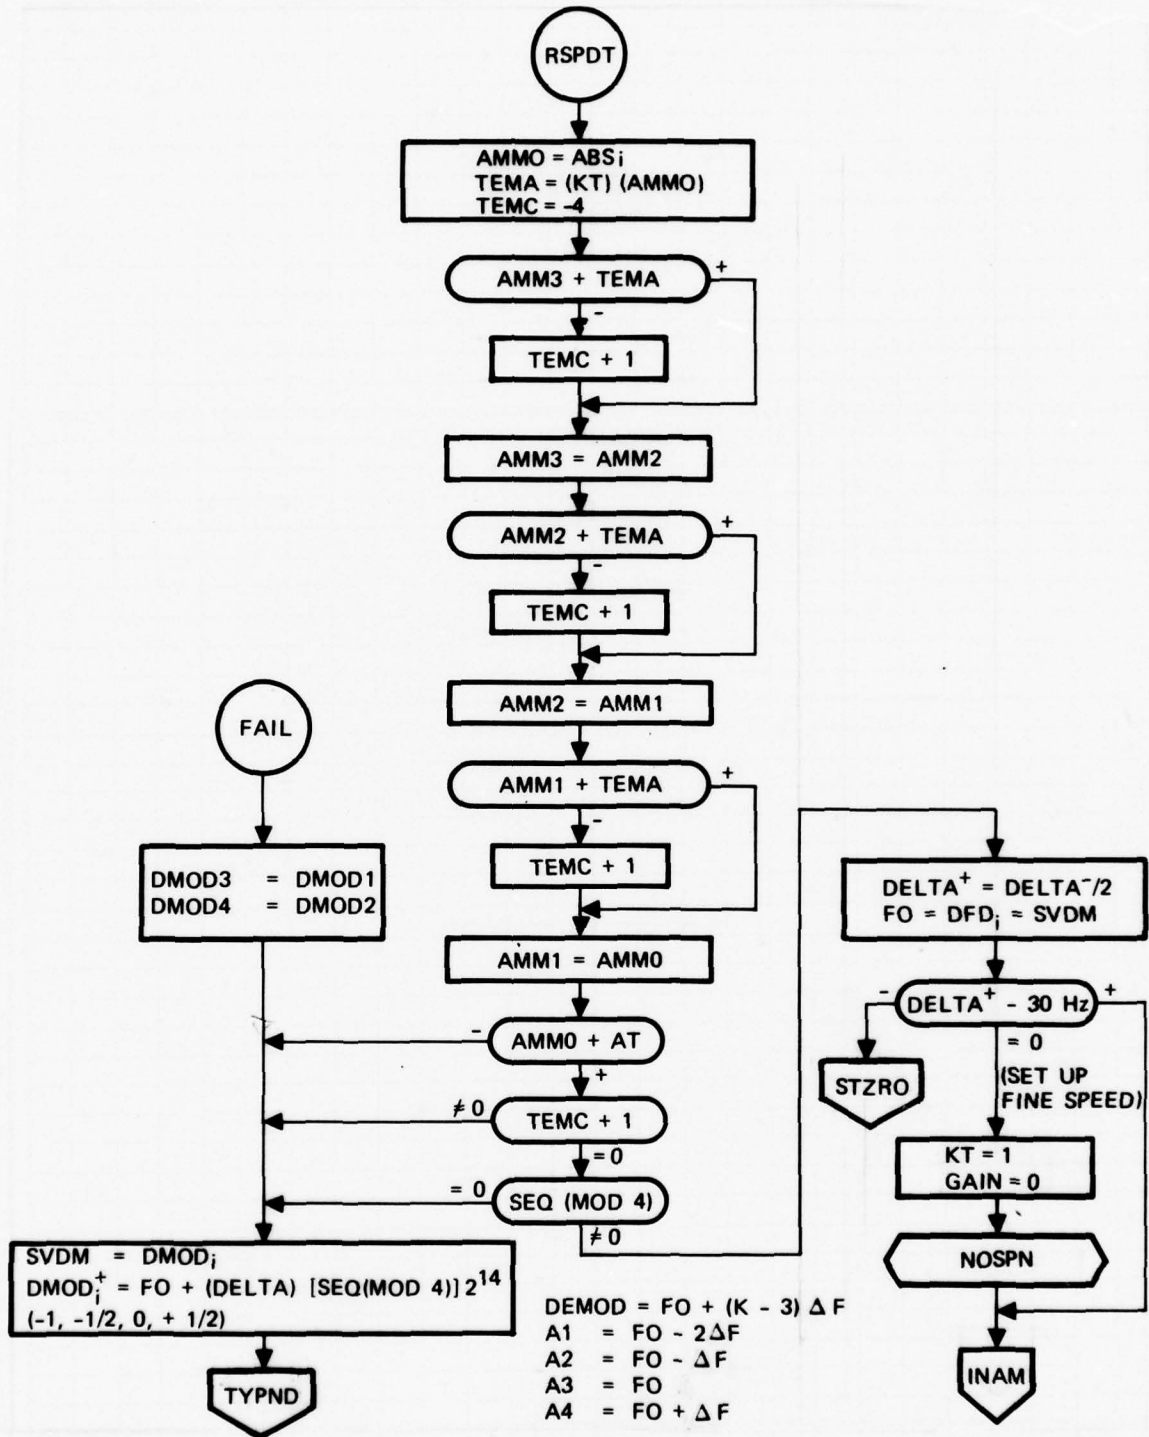 RSPDT
AMMO = ABSi
TEMA = (KT) (AMMO)
TEMC = -4
AMM3 + TEMA
+
-
TEMC + 1
AMM3 = AMM2
AMM2 + TEMA
+
-
TEMC + 1
AMM2 = AMM1
AMM1 + TEMA
+
-
TEMC + 1
AMM1 = AMM0
AMM0 + AT
-
+
TEMC + 1
≠ 0
= 0
SEQ (MOD 4)
= 0
≠ 0
FAIL
DMOD3 = DMOD1
DMOD4 = DMOD2
SVDM = DMODi
DMODi+ = FO + (DELTA) [SEQ(MOD 4)] 2^14
(-1, -1/2, 0, + 1/2)
TYPND
DEMOD = FO + (K - 3) Δ F
A1 = FO - 2ΔF
A2 = FO - ΔF
A3 = FO
A4 = FO + ΔF
DELTA+ = DELTA-/2
FO = DFDi = SVDM
DELTA+ - 30 Hz
-
+
= 0
STZRO
(SET UP
FINE SPEED)
KT = 1
GAIN = 0
NOSPN
INAM